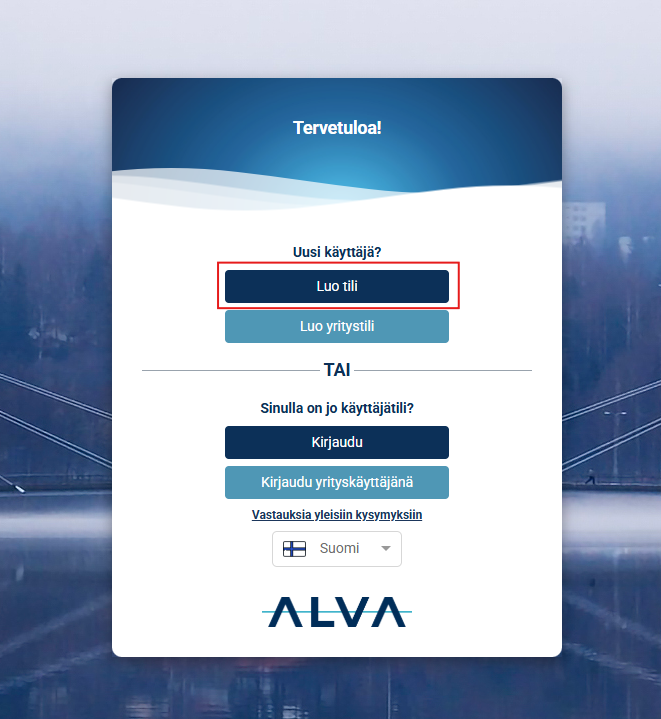 Tervetuloa!
Uusi käyttäjä?
Luo tili
Luo yritystili
TAI
Sinulla on jo käyttäjätili?
Kirjaudu
Kirjaudu yrityskäyttäjänä
Vastauksia yleisiin kysymyksiin
Suomi
ALVA